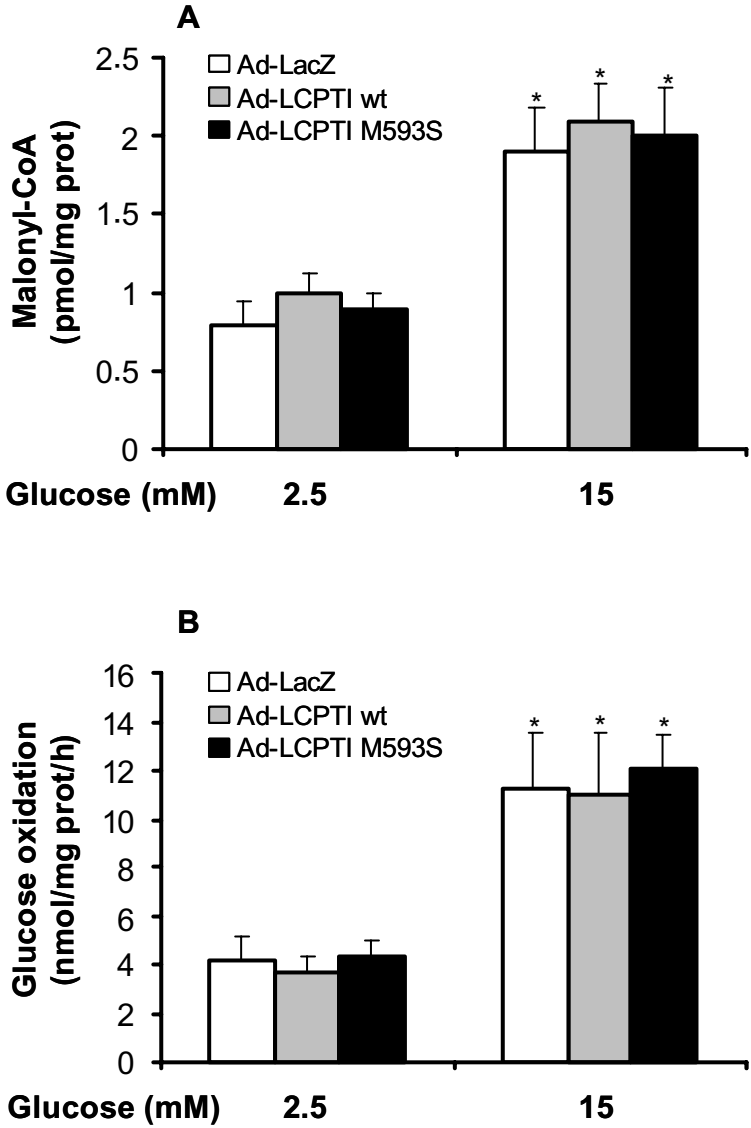 A
Malonyl-CoA
(pmol/mg prot)
2.5
2
1.5
1
0.5
0
Ad-LacZ
Ad-LCPTI wt
Ad-LCPTI M593S
* * *
Glucose (mM) 2.5 15
B
Glucose oxidation
(nmol/mg prot/h)
16
14
12
10
8
6
4
2
0
Ad-LacZ
Ad-LCPTI wt
Ad-LCPTI M593S
* * *
Glucose (mM) 2.5 15